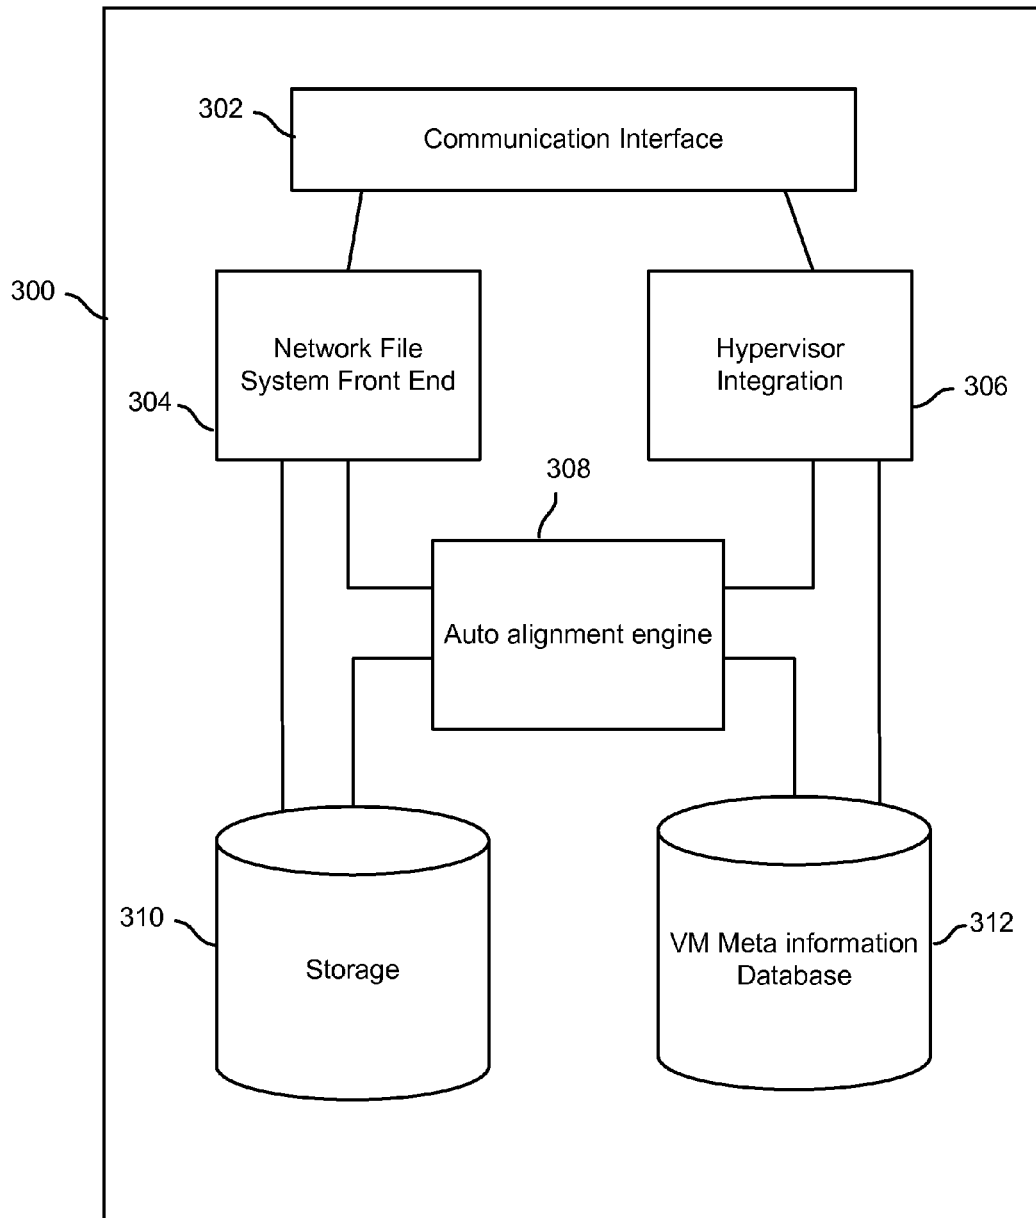 302
Communication Interface
300
Network File
System Front End
304
Hypervisor
Integration
306
308
Auto alignment engine
310
Storage
VM Meta information
Database
312